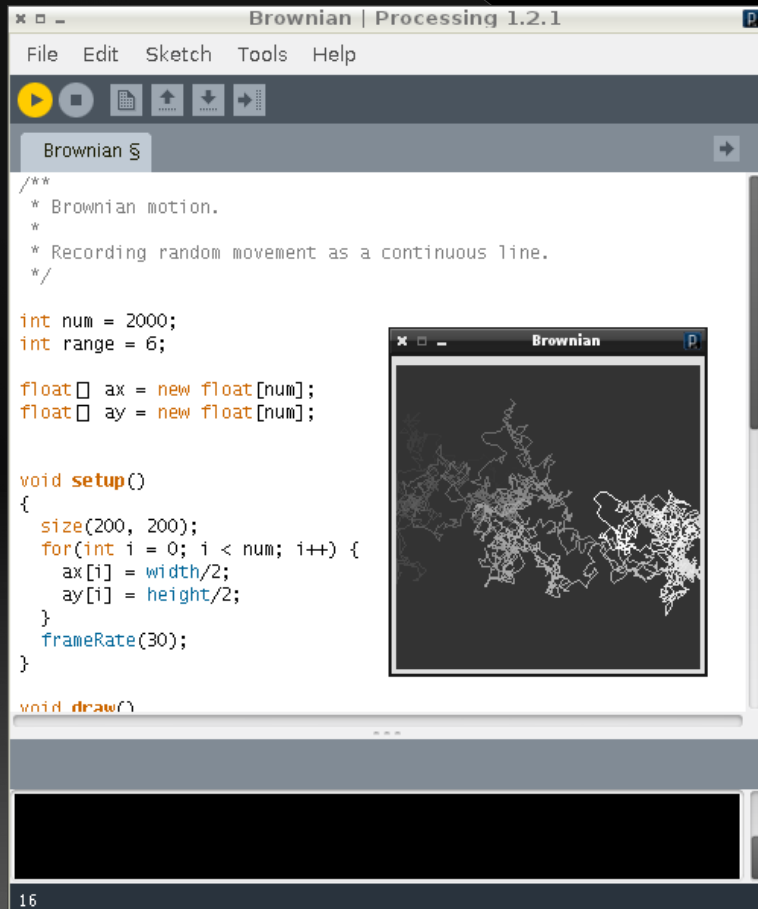 Brownian | Processing 1.2.1
File Edit Sketch Tools Help
Brownian §
/**
 * Brownian motion.
 *
 * Recording random movement as a continuous line.
 */
int num = 2000;
int range = 6;
float[] ax = new float[num];
float[] ay = new float[num];
void setup()
{
  size(200, 200);
  for(int i = 0; i < num; i++) {
    ax[i] = width/2;
    ay[i] = height/2;
  }
  frameRate(30);
}
void draw()
Brownian
16